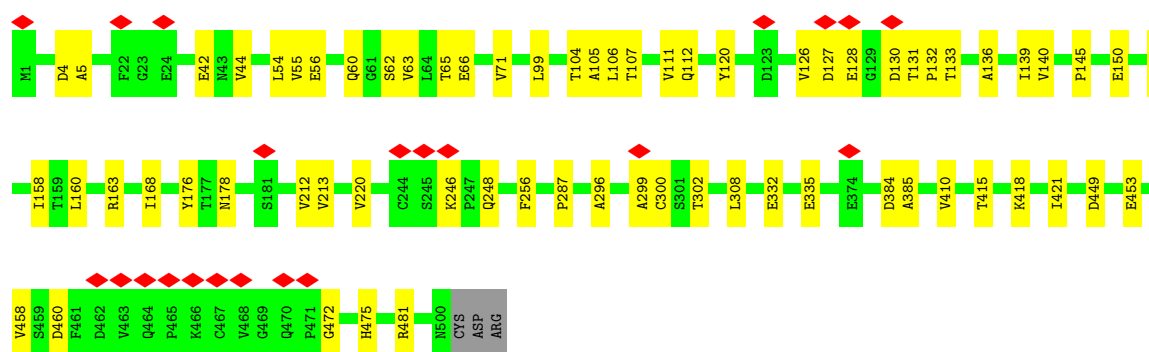 M1 D4 A5 F22 G23 E24 E42 N43 V44 L54 V55 E56 Q60 G61 S62 V63 L64 T65 E66 V71 L99 T104 A105 L106 T107 V111 Q112 Y120 D123 V126 D127 E128 G129 D130 T131 P132 T133 A136 I139 V140 P145 E150
I158 T159 L160 R163 I168 Y176 T177 N178 S181 V212 V213 V220 C244 S245 K246 P247 Q248 F256 P287 A296 A299 C300 S301 T302 L308 E332 E335 E374 D384 A385 V410 T415 K418 I421 D449 E453
V458 S459 D460 F461 D462 V463 Q464 P465 K466 C467 V468 G469 Q470 P471 G472 H475 R481 N500 CYS ASP ARG